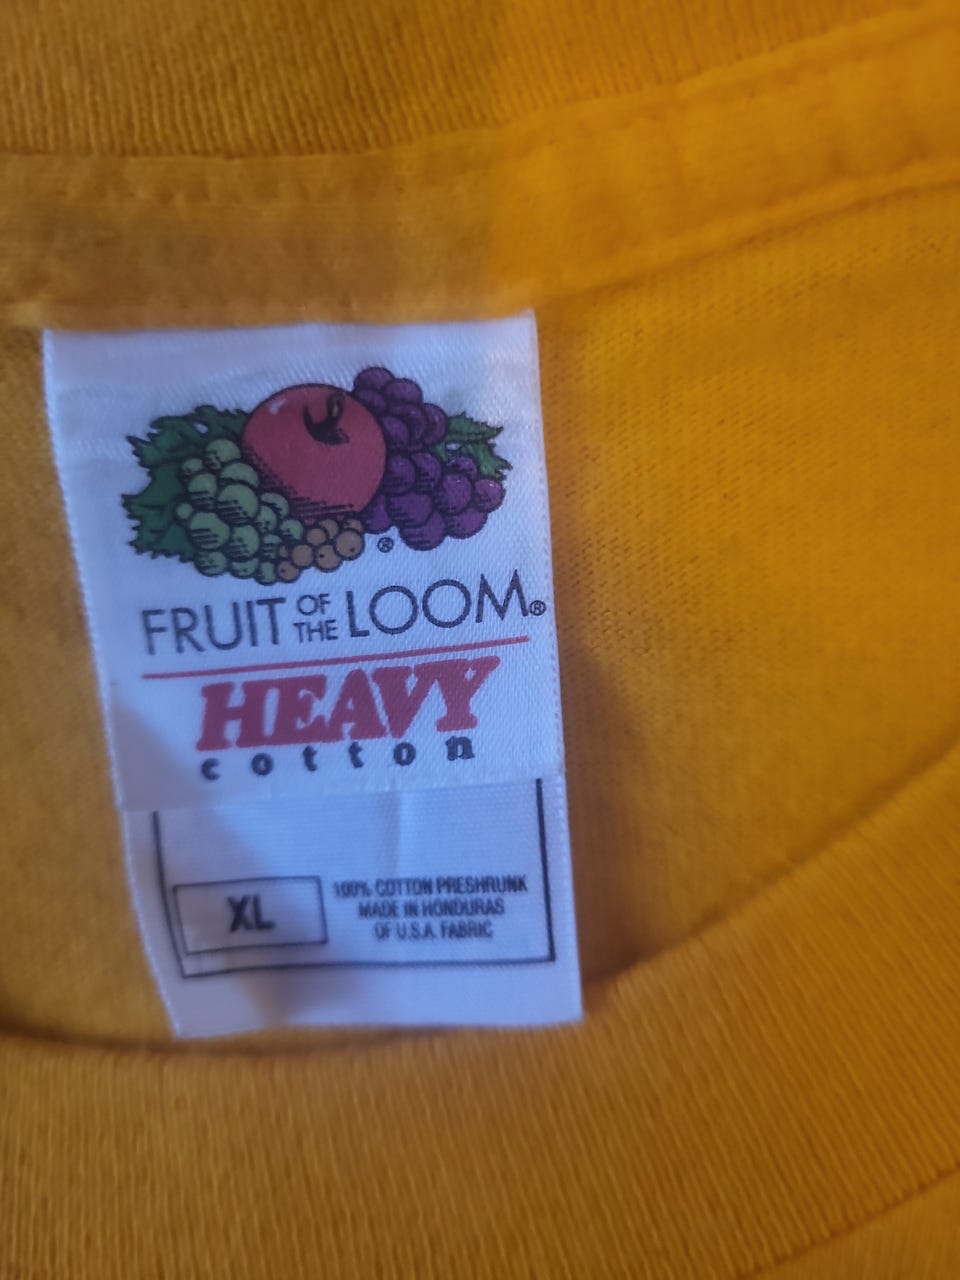 ®
FRUIT OF THE LOOM®
HEAVY
cotton
XL
100% COTTON PRESHRUNK
MADE IN HONDURAS
OF U.S.A. FABRIC